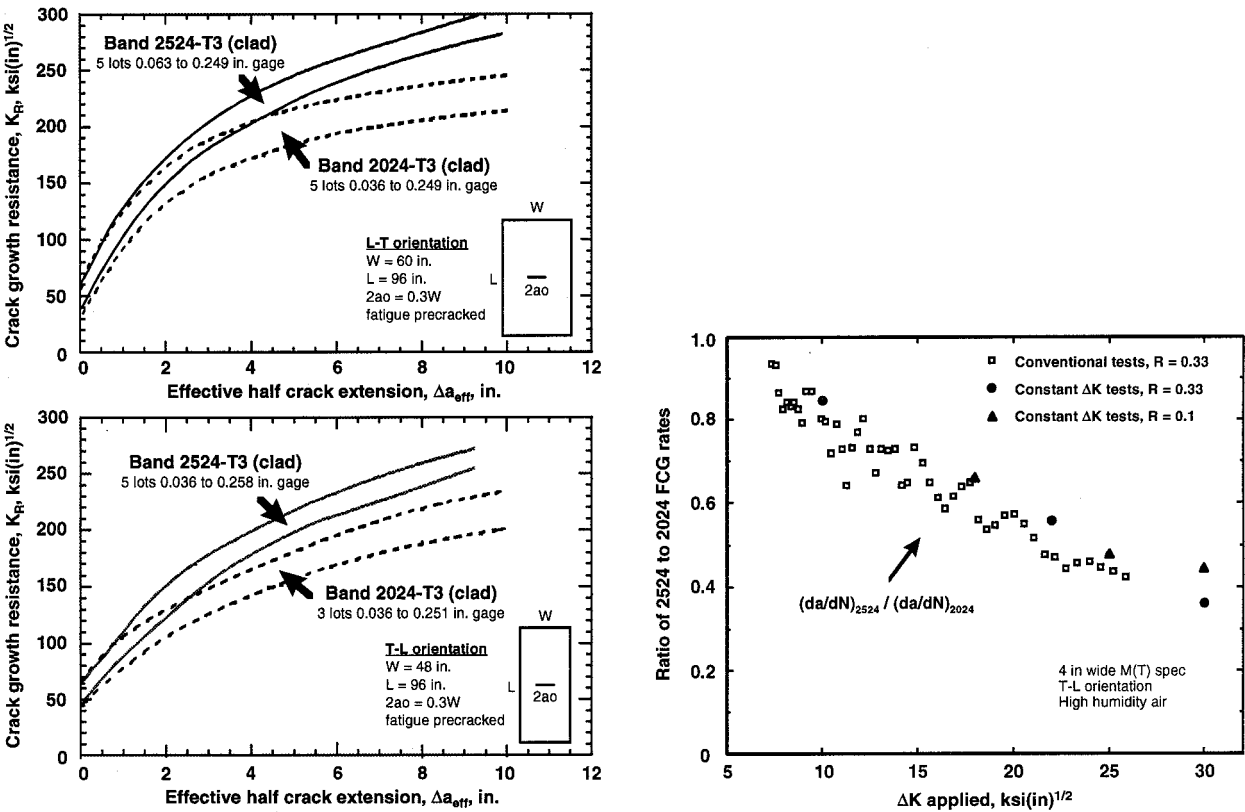 300
250
200
150
100
50
0
Crack growth resistance, K_R, ksi(in)^1/2
Band 2524-T3 (clad)
5 lots 0.063 to 0.249 in. gage
Band 2024-T3 (clad)
5 lots 0.036 to 0.249 in. gage
L-T orientation
W = 60 in.
L = 96 in.
2ao = 0.3W
fatigue precracked
W
L
2ao
0 2 4 6 8 10 12
Effective half crack extension, Δa_eff, in.
300
250
200
150
100
50
0
Crack growth resistance, K_R, ksi(in)^1/2
Band 2524-T3 (clad)
5 lots 0.036 to 0.258 in. gage
Band 2024-T3 (clad)
3 lots 0.036 to 0.251 in. gage
T-L orientation
W = 48 in.
L = 96 in.
2ao = 0.3W
fatigue precracked
W
L
2ao
0 2 4 6 8 10 12
Effective half crack extension, Δa_eff, in.
1.0
0.8
0.6
0.4
0.2
0
Ratio of 2524 to 2024 FCG rates
Conventional tests, R = 0.33
Constant ΔK tests, R = 0.33
Constant ΔK tests, R = 0.1
(da/dN)_2524 / (da/dN)_2024
4 in wide M(T) spec
T-L orientation
High humidity air
5 10 15 20 25 30
ΔK applied, ksi(in)^1/2